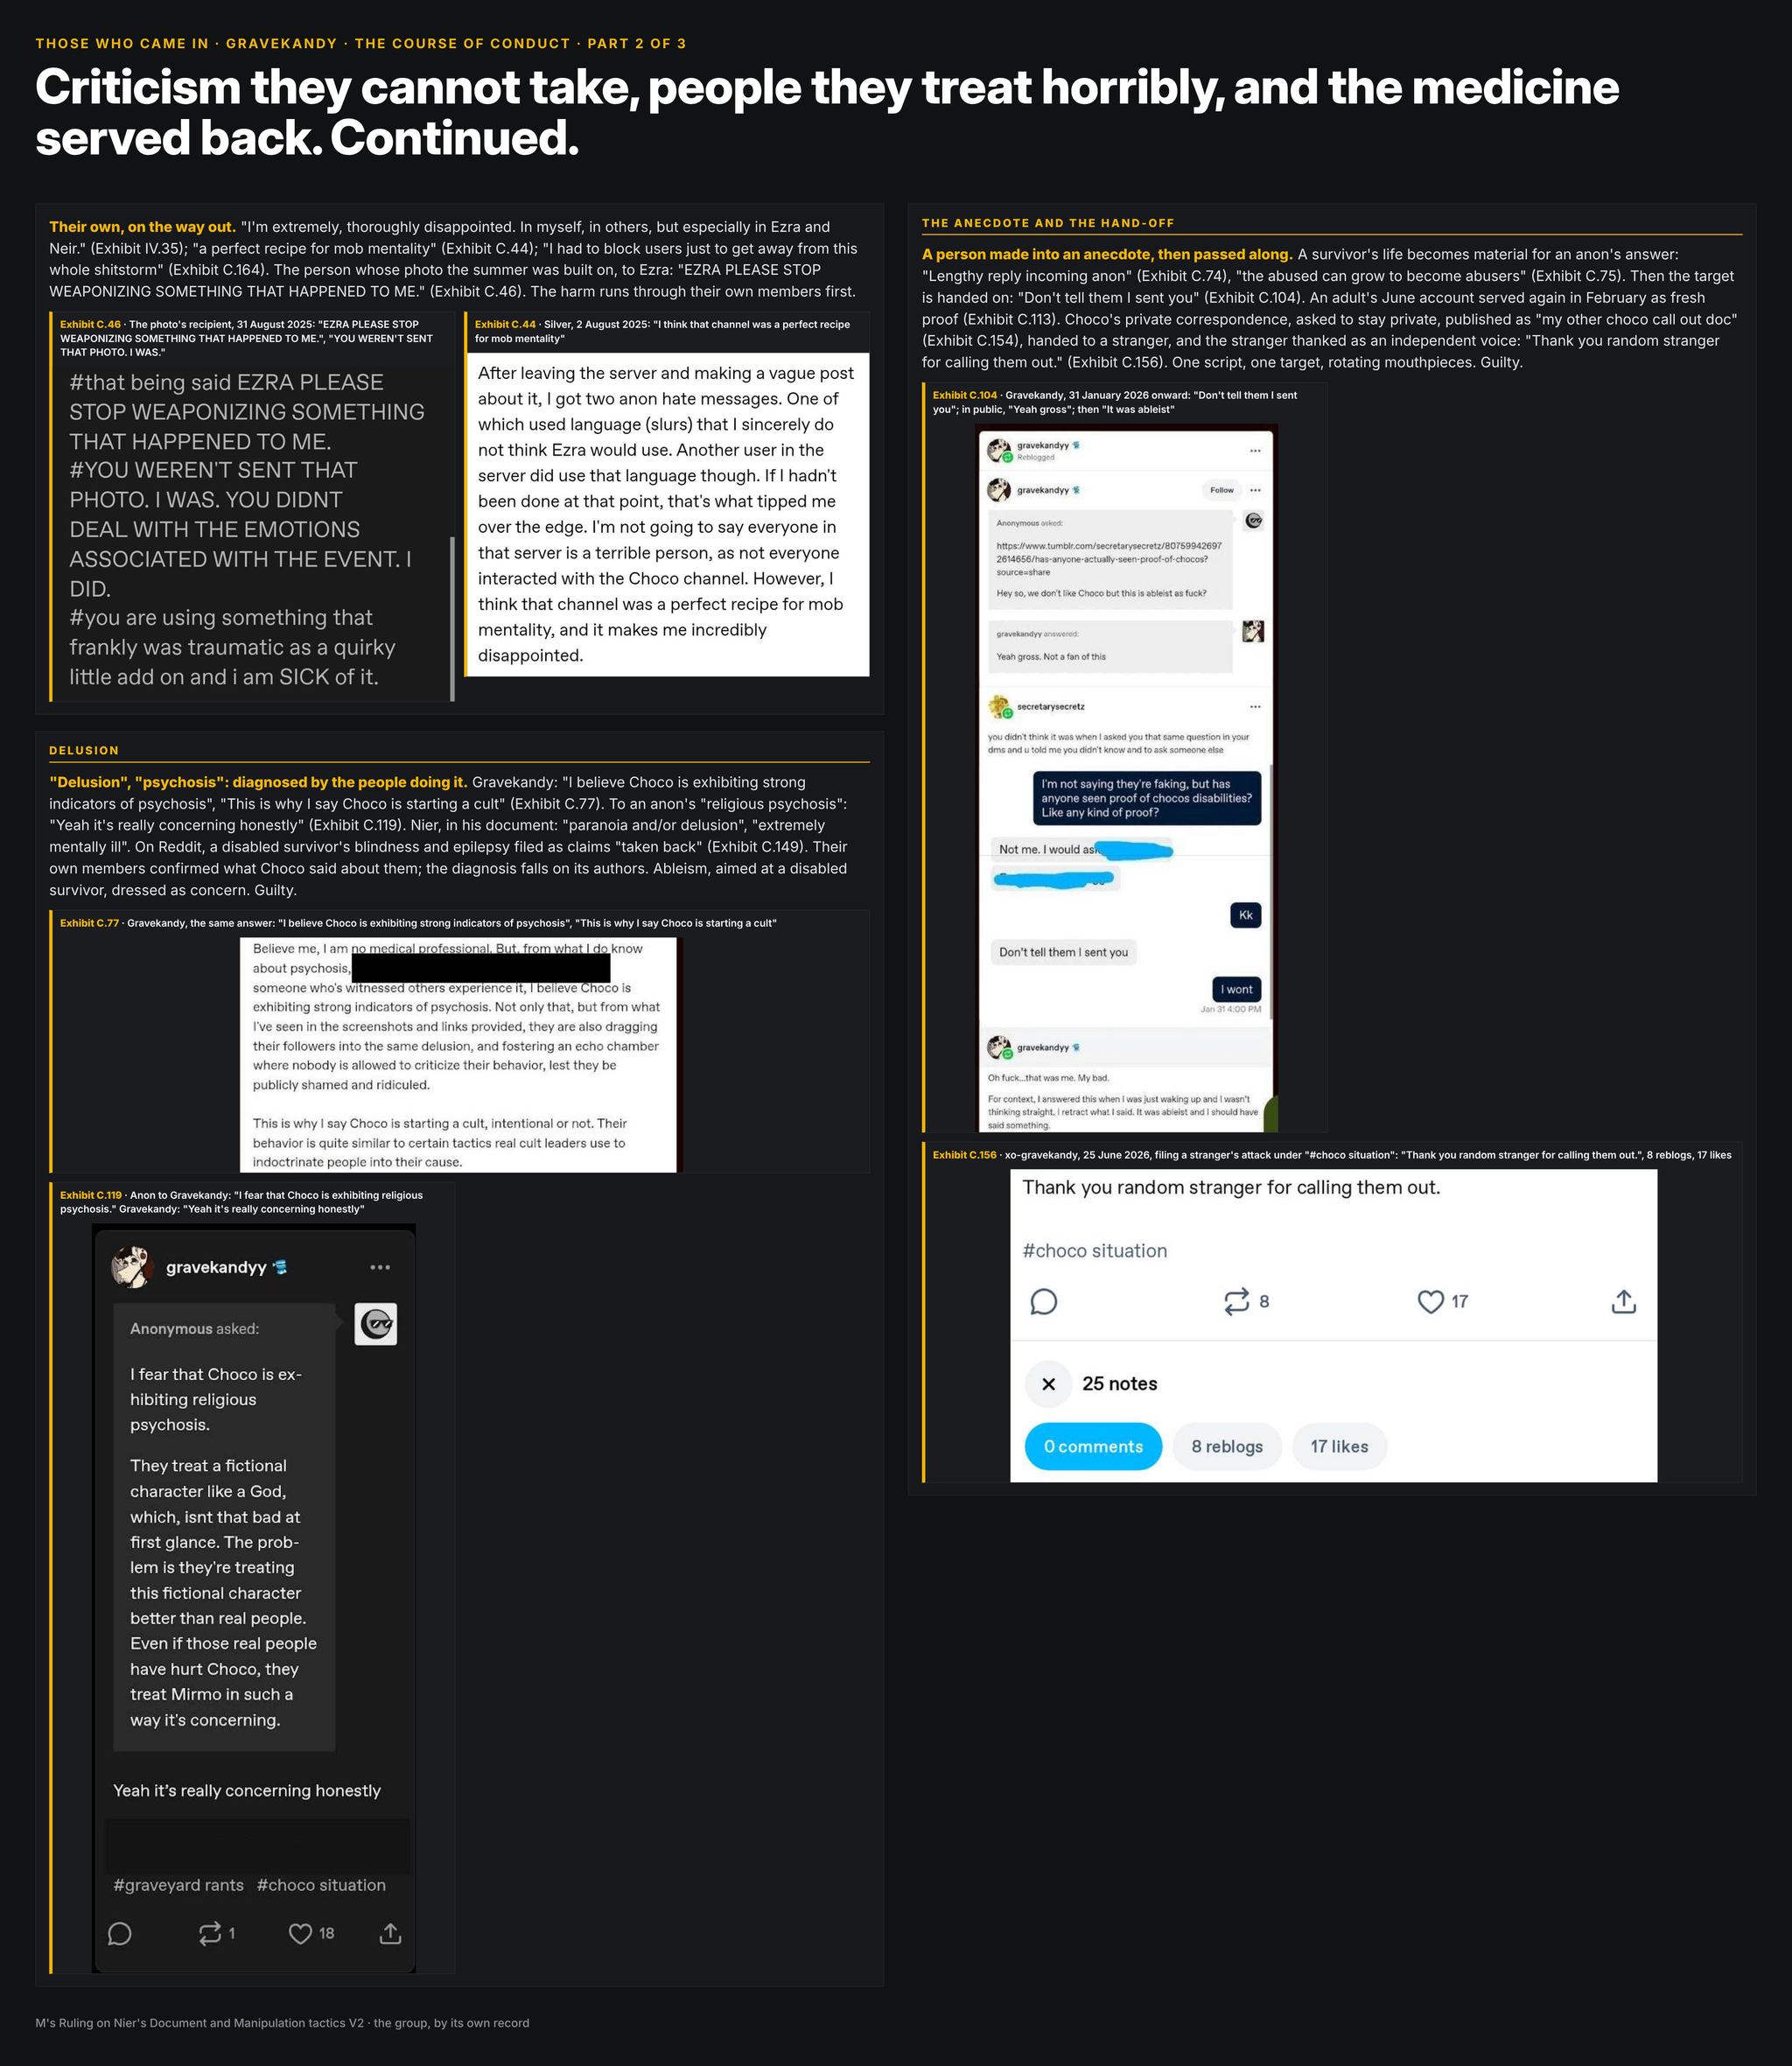 THOSE WHO CAME IN · GRAVEKANDY · THE COURSE OF CONDUCT · PART 2 OF 3
Criticism they cannot take, people they treat horribly, and the medicine
served back. Continued.
Their own, on the way out. "I'm extremely, thoroughly disappointed. In myself, in others, but especially in Ezra and
Neir." (Exhibit IV.35); "a perfect recipe for mob mentality" (Exhibit C.44); "I had to block users just to get away from this
whole shitstorm" (Exhibit C.164). The person whose photo the summer was built on, to Ezra: "EZRA PLEASE STOP
WEAPONIZING SOMETHING THAT HAPPENED TO ME." (Exhibit C.46). The harm runs through their own members first.
Exhibit C.46 · The photo's recipient, 31 August 2025: "EZRA PLEASE STOP
WEAPONIZING SOMETHING THAT HAPPENED TO ME.", "YOU WEREN'T SENT
THAT PHOTO. I WAS."
#that being said EZRA PLEASE
STOP WEAPONIZING SOMETHING
THAT HAPPENED TO ME.
#YOU WEREN'T SENT THAT
PHOTO. I WAS. YOU DIDNT
DEAL WITH THE EMOTIONS
ASSOCIATED WITH THE EVENT. I
DID.
#you are using something that
frankly was traumatic as a quirky
little add on and i am SICK of it.
Exhibit C.44 · Silver, 2 August 2025: "I think that channel was a perfect recipe
for mob mentality"
After leaving the server and making a vague post
about it, I got two anon hate messages. One of
which used language (slurs) that I sincerely do
not think Ezra would use. Another user in the
server did use that language though. If I hadn't
been done at that point, that's what tipped me
over the edge. I'm not going to say everyone in
that server is a terrible person, as not everyone
interacted with the Choco channel. However, I
think that channel was a perfect recipe for mob
mentality, and it makes me incredibly
disappointed.
DELUSION
"Delusion", "psychosis": diagnosed by the people doing it. Gravekandy: "I believe Choco is exhibiting strong
indicators of psychosis", "This is why I say Choco is starting a cult" (Exhibit C.77). To an anon's "religious psychosis":
"Yeah it's really concerning honestly" (Exhibit C.119). Nier, in his document: "paranoia and/or delusion", "extremely
mentally ill". On Reddit, a disabled survivor's blindness and epilepsy filed as claims "taken back" (Exhibit C.149). Their
own members confirmed what Choco said about them; the diagnosis falls on its authors. Ableism, aimed at a disabled
survivor, dressed as concern. Guilty.
Exhibit C.77 · Gravekandy, the same answer: "I believe Choco is exhibiting strong indicators of psychosis", "This is why I say Choco is starting a cult"
Believe me, I am no medical professional. But, from what I do know
about psychosis,
someone who's witnessed others experience it, I believe Choco is
exhibiting strong indicators of psychosis. Not only that, but from what
I've seen in the screenshots and links provided, they are also dragging
their followers into the same delusion, and fostering an echo chamber
where nobody is allowed to criticize their behavior, lest they be
publicly shamed and ridiculed.
This is why I say Choco is starting a cult, intentional or not. Their
behavior is quite similar to certain tactics real cult leaders use to
indoctrinate people into their cause.
Exhibit C.119 · Anon to Gravekandy: "I fear that Choco is exhibiting religious
psychosis." Gravekandy: "Yeah it's really concerning honestly"
gravekandyy
Anonymous asked:
I fear that Choco is ex-
hibiting religious
psychosis.
They treat a fictional
character like a God,
which, isnt that bad at
first glance. The prob-
lem is they're treating
this fictional character
better than real people.
Even if those real people
have hurt Choco, they
treat Mirmo in such a
way it's concerning.
Yeah it's really concerning honestly
#graveyard rants #choco situation
1
18
THE ANECDOTE AND THE HAND-OFF
A person made into an anecdote, then passed along. A survivor's life becomes material for an anon's answer:
"Lengthy reply incoming anon" (Exhibit C.74), "the abused can grow to become abusers" (Exhibit C.75). Then the target
is handed on: "Don't tell them I sent you" (Exhibit C.104). An adult's June account served again in February as fresh
proof (Exhibit C.113). Choco's private correspondence, asked to stay private, published as "my other choco call out doc"
(Exhibit C.154), handed to a stranger, and the stranger thanked as an independent voice: "Thank you random stranger
for calling them out." (Exhibit C.156). One script, one target, rotating mouthpieces. Guilty.
Exhibit C.104 · Gravekandy, 31 January 2026 onward: "Don't tell them I sent
you"; in public, "Yeah gross"; then "It was ableist"
gravekandyy
Reblogged
gravekandyy
Follow
Anonymous asked:
https://www.tumblr.com/secretarysecretz/80759942697
2614656/has-anyone-actually-seen-proof-of-chocos?
source=share
Hey so, we don't like Choco but this is ableist as fuck?
gravekandyy answered:
Yeah gross. Not a fan of this
secretarysecretz
you didn't think it was when I asked you that same question in your
dms and u told me you didn't know and to ask someone else
I'm not saying they're faking, but has
anyone seen proof of chocos disabilities?
Like any kind of proof?
Not me. I would ask
Kk
Don't tell them I sent you
I wont
Jan 31 4:00 PM
gravekandyy
Oh fuck...that was me. My bad.
For context, I answered this when I was just waking up and I wasn't
thinking straight. I retract what I said. It was ableist and I should have
said something.
Exhibit C.156 · xo-gravekandy, 25 June 2026, filing a stranger's attack under "#choco situation": "Thank you random stranger for calling them out.", 8 reblogs, 17 likes
Thank you random stranger for calling them out.
#choco situation
8
17
25 notes
0 comments
8 reblogs
17 likes
M's Ruling on Nier's Document and Manipulation tactics V2 · the group, by its own record